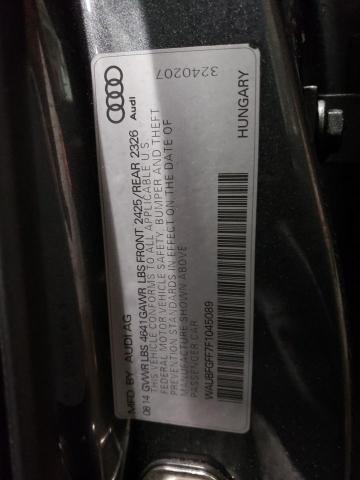 MFD BY AUDI AG
08 14 GVWR LBS 4641 GAWR LBS FRONT 2425/REAR 2326
THIS VEHICLE CONFORMS TO ALL APPLICABLE U S
FEDERAL MOTOR VEHICLE SAFETY, BUMPER AND THEFT
PREVENTION STANDARDS IN EFFECT ON THE DATE OF
MANUFACTURE SHOWN ABOVE
PASSENGER CAR
WAUBFGFF7F1045089
Audi
3240207
HUNGARY